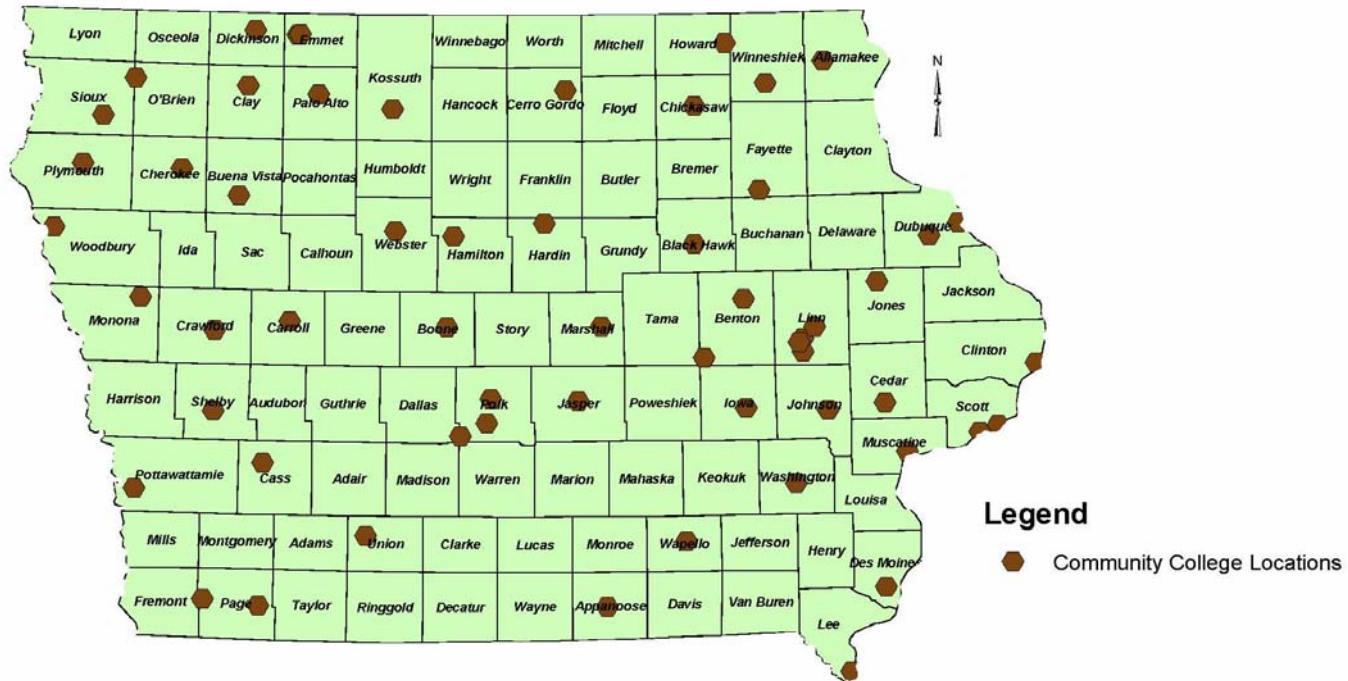 Lyon
Osceola
Dickinson
Emmet
Kossuth
Winnebago
Worth
Mitchell
Howard
Winneshiek
Allamakee
N
Sioux
O'Brien
Clay
Palo Alto
Hancock
Cerro Gordo
Floyd
Chickasaw
Plymouth
Cherokee
Buena Vista
Pocahontas
Humboldt
Wright
Franklin
Butler
Bremer
Fayette
Clayton
Woodbury
Ida
Sac
Calhoun
Webster
Hamilton
Hardin
Grundy
Black Hawk
Buchanan
Delaware
Dubuque
Monona
Crawford
Carroll
Greene
Boone
Story
Marshall
Tama
Benton
Linn
Jones
Jackson
Clinton
Harrison
Shelby
Audubon
Guthrie
Dallas
Polk
Jasper
Poweshiek
Iowa
Johnson
Cedar
Scott
Muscatine
Pottawattamie
Cass
Adair
Madison
Warren
Marion
Mahaska
Keokuk
Washington
Louisa
Mills
Montgomery
Adams
Union
Clarke
Lucas
Monroe
Wapello
Jefferson
Henry
Des Moines
Fremont
Page
Taylor
Ringgold
Decatur
Wayne
Appanoose
Davis
Van Buren
Lee
Legend
Community College Locations